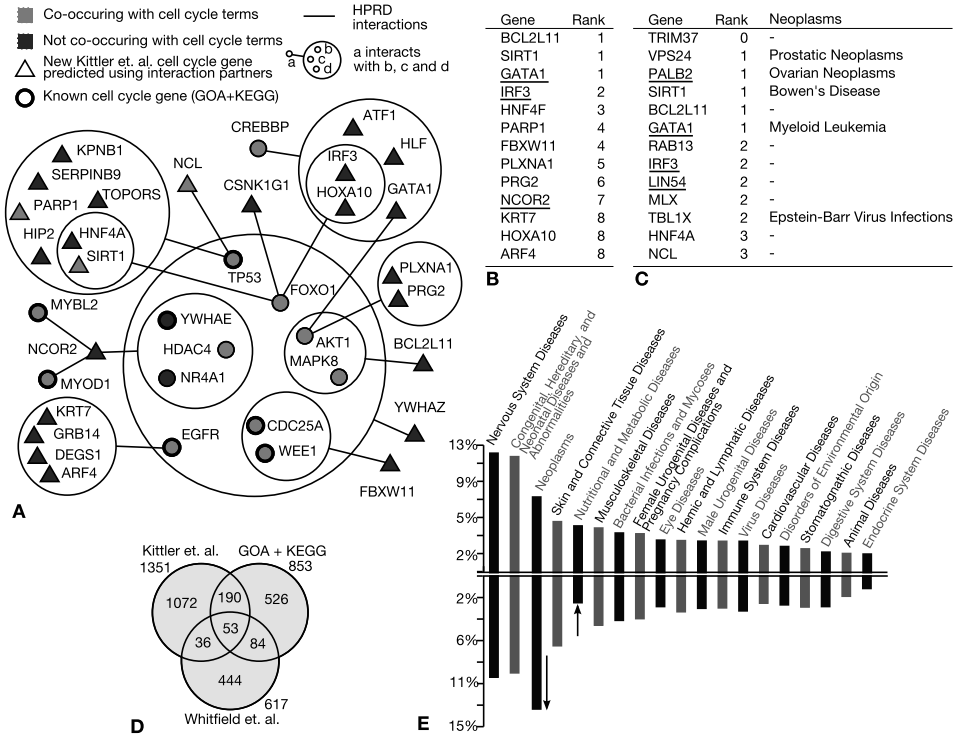 Co-occuring with cell cycle terms
Not co-occuring with cell cycle terms
New Kittler et. al. cell cycle gene
predicted using interaction partners
Known cell cycle gene (GOA+KEGG)
HPRD
interactions
a
b
c
d
a interacts
with b, c and d
KPNB1
SERPINB9
TOPORS
PARP1
HIP2
HNF4A
SIRT1
NCL
CREBBP
CSNK1G1
ATF1
HLF
IRF3
HOXA10
GATA1
TP53
FOXO1
PLXNA1
PRG2
MYBL2
NCOR2
MYOD1
YWHAE
HDAC4
NR4A1
AKT1
MAPK8
BCL2L11
YWHAZ
KRT7
GRB14
DEGS1
ARF4
EGFR
CDC25A
WEE1
FBXW11
A
Gene Rank
BCL2L11 1
SIRT1 1
GATA1 1
IRF3 2
HNF4F 3
PARP1 4
FBXW11 4
PLXNA1 5
PRG2 6
NCOR2 7
KRT7 8
HOXA10 8
ARF4 8
B
Gene Rank Neoplasms
TRIM37 0 -
VPS24 1 Prostatic Neoplasms
PALB2 1 Ovarian Neoplasms
SIRT1 1 Bowen's Disease
BCL2L11 1 -
GATA1 1 Myeloid Leukemia
RAB13 2 -
IRF3 2 -
LIN54 2 -
MLX 2 -
TBL1X 2 Epstein-Barr Virus Infections
HNF4A 3 -
NCL 3 -
C
Kittler et. al.
1351
GOA + KEGG
853
1072
190
526
53
36
84
444
617
Whitfield et. al.
D
Nervous System Diseases
Congenital, Hereditary, and
Neonatal Diseases and
Abnormalities
Neoplasms
Skin and Connective Tissue Diseases
Nutritional and Metabolic Diseases
Musculoskeletal Diseases
Bacterial Infections and Mycoses
Female Urogenital Diseases and
Pregnancy Complications
Eye Diseases
Hemic and Lymphatic Diseases
Male Urogenital Diseases
Immune System Diseases
Virus Diseases
Cardiovascular Diseases
Disorders of Environmental Origin
Stomatognathic Diseases
Digestive System Diseases
Animal Diseases
Endocrine System Diseases
13%
9%
5%
2%
2%
6%
11%
15%
E